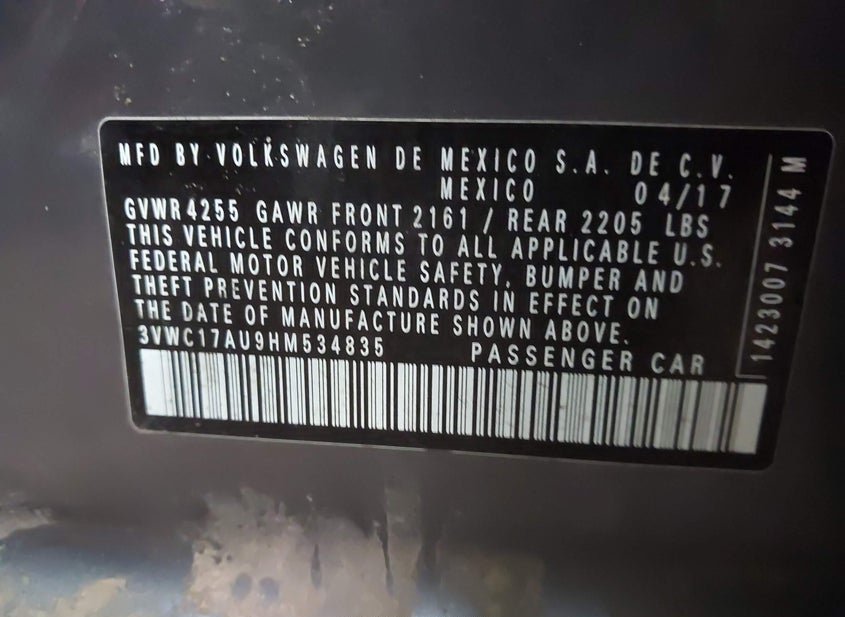 MFD BY VOLKSWAGEN DE MEXICO S.A. DE C.V.
MEXICO 04/17
GVWR 4255 GAWR FRONT 2161 / REAR 2205 LBS
THIS VEHICLE CONFORMS TO ALL APPLICABLE U.S.
FEDERAL MOTOR VEHICLE SAFETY, BUMPER AND
THEFT PREVENTION STANDARDS IN EFFECT ON
THE DATE OF MANUFACTURE SHOWN ABOVE.
3VWC17AU9HM534835 PASSENGER CAR
1423007 3144 M